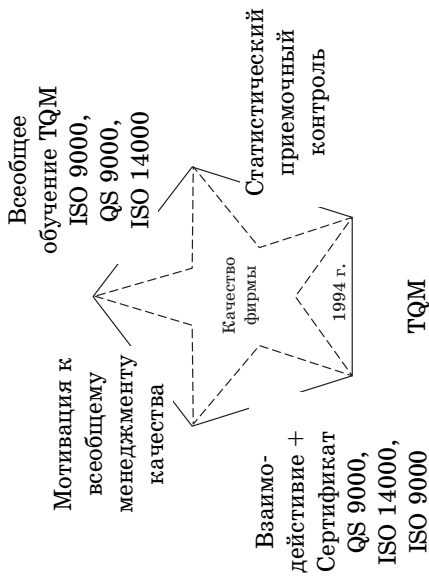 Мотивация к
всеобщему
менеджменту
качества
Всеобщее
обучение TQM
ISO 9000,
QS 9000,
ISO 14000
Качество
фирмы
Статистический
приемочный
контроль
Взаимо-
дейстивие +
Сертификат
QS 9000,
ISO 14000,
ISO 9000
1994 г.
TQM